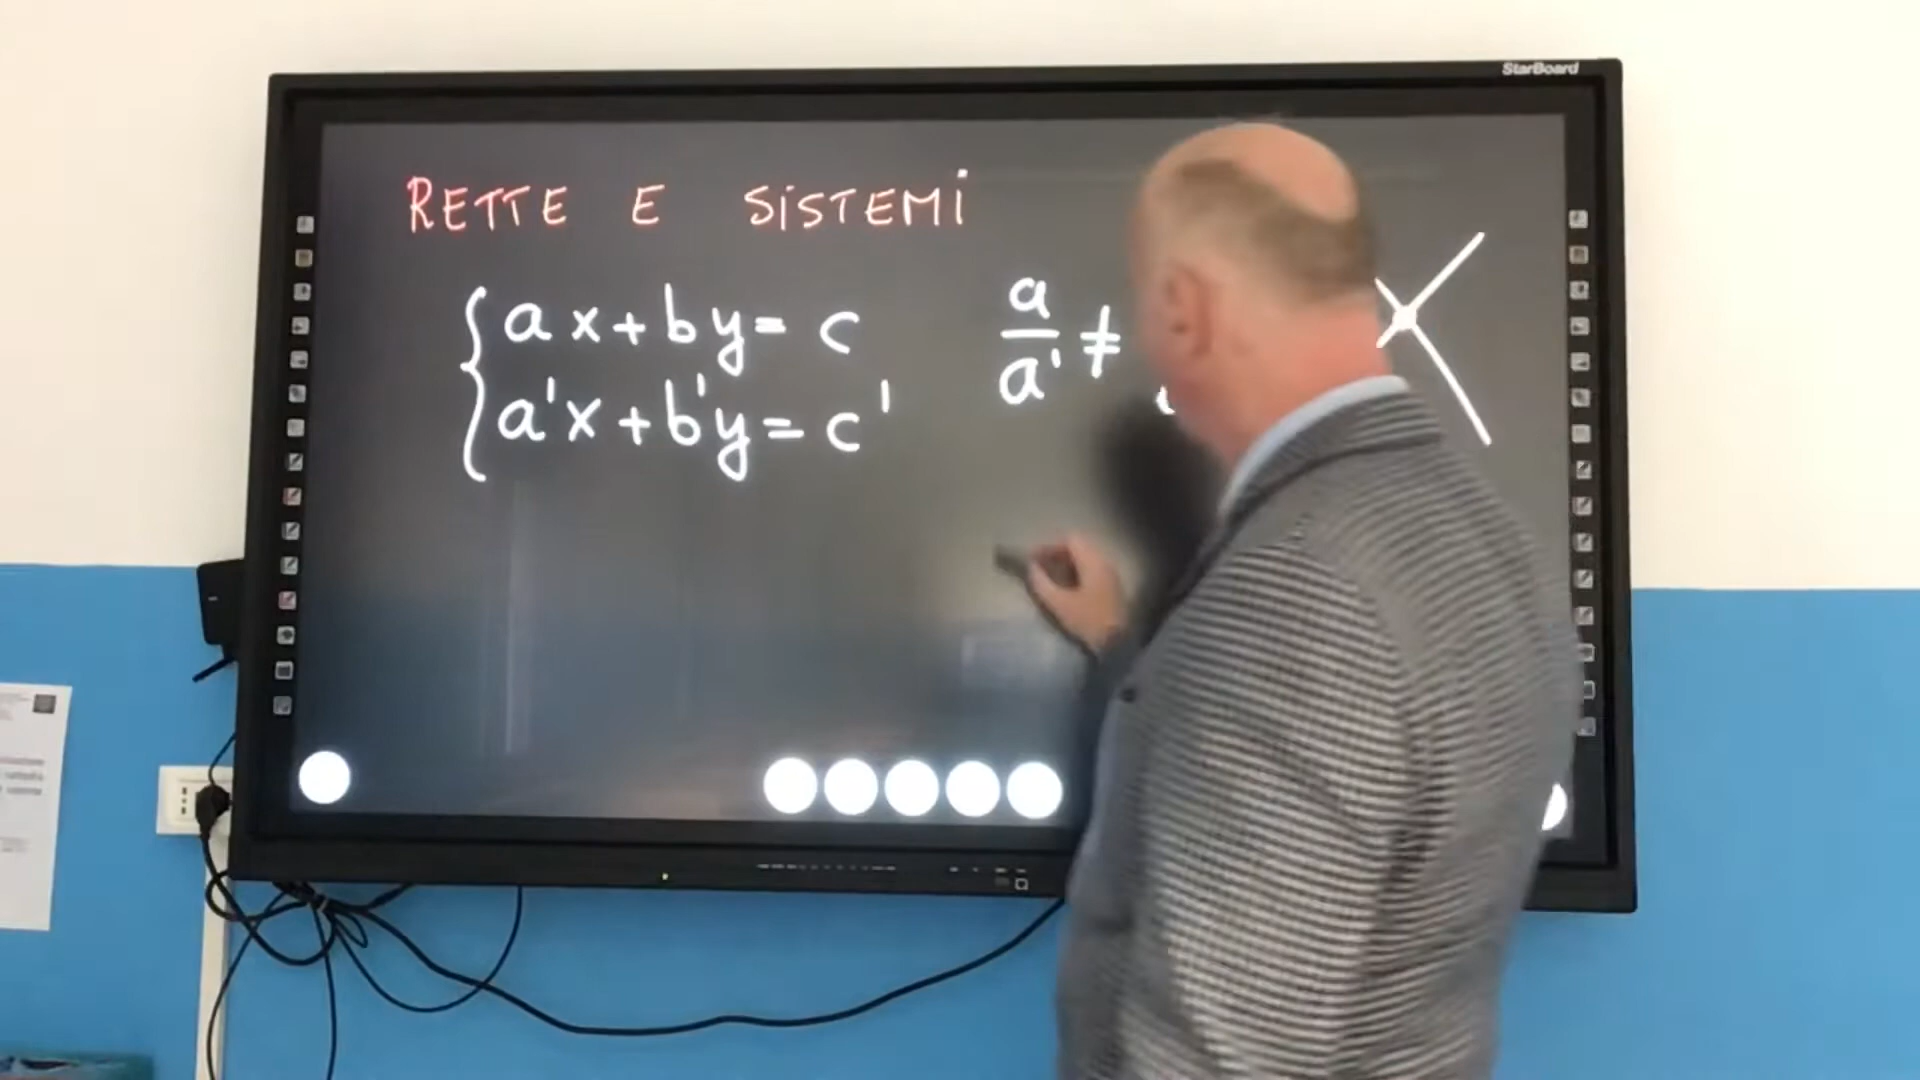 StarBoard
RETTE E SISTEMI
ax+by= c
a'x+b'y=c'
a/a' ≠